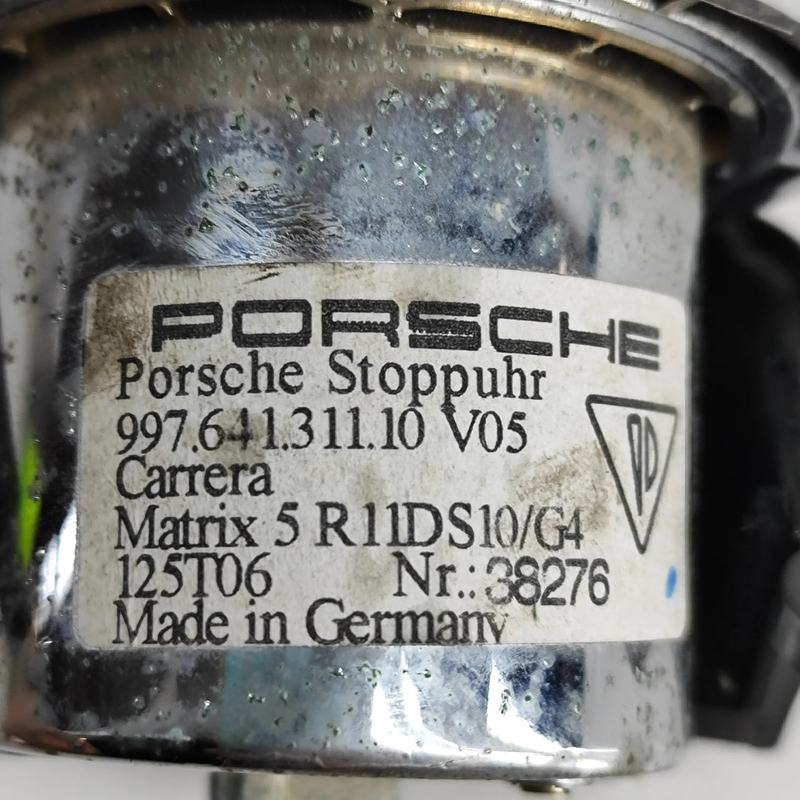 PORSCHE
Porsche Stoppuhr
997.641.311.10 V05
Carrera
Matrix 5 R11DS10/G4
125T06 Nr.: 38276
Made in Germany